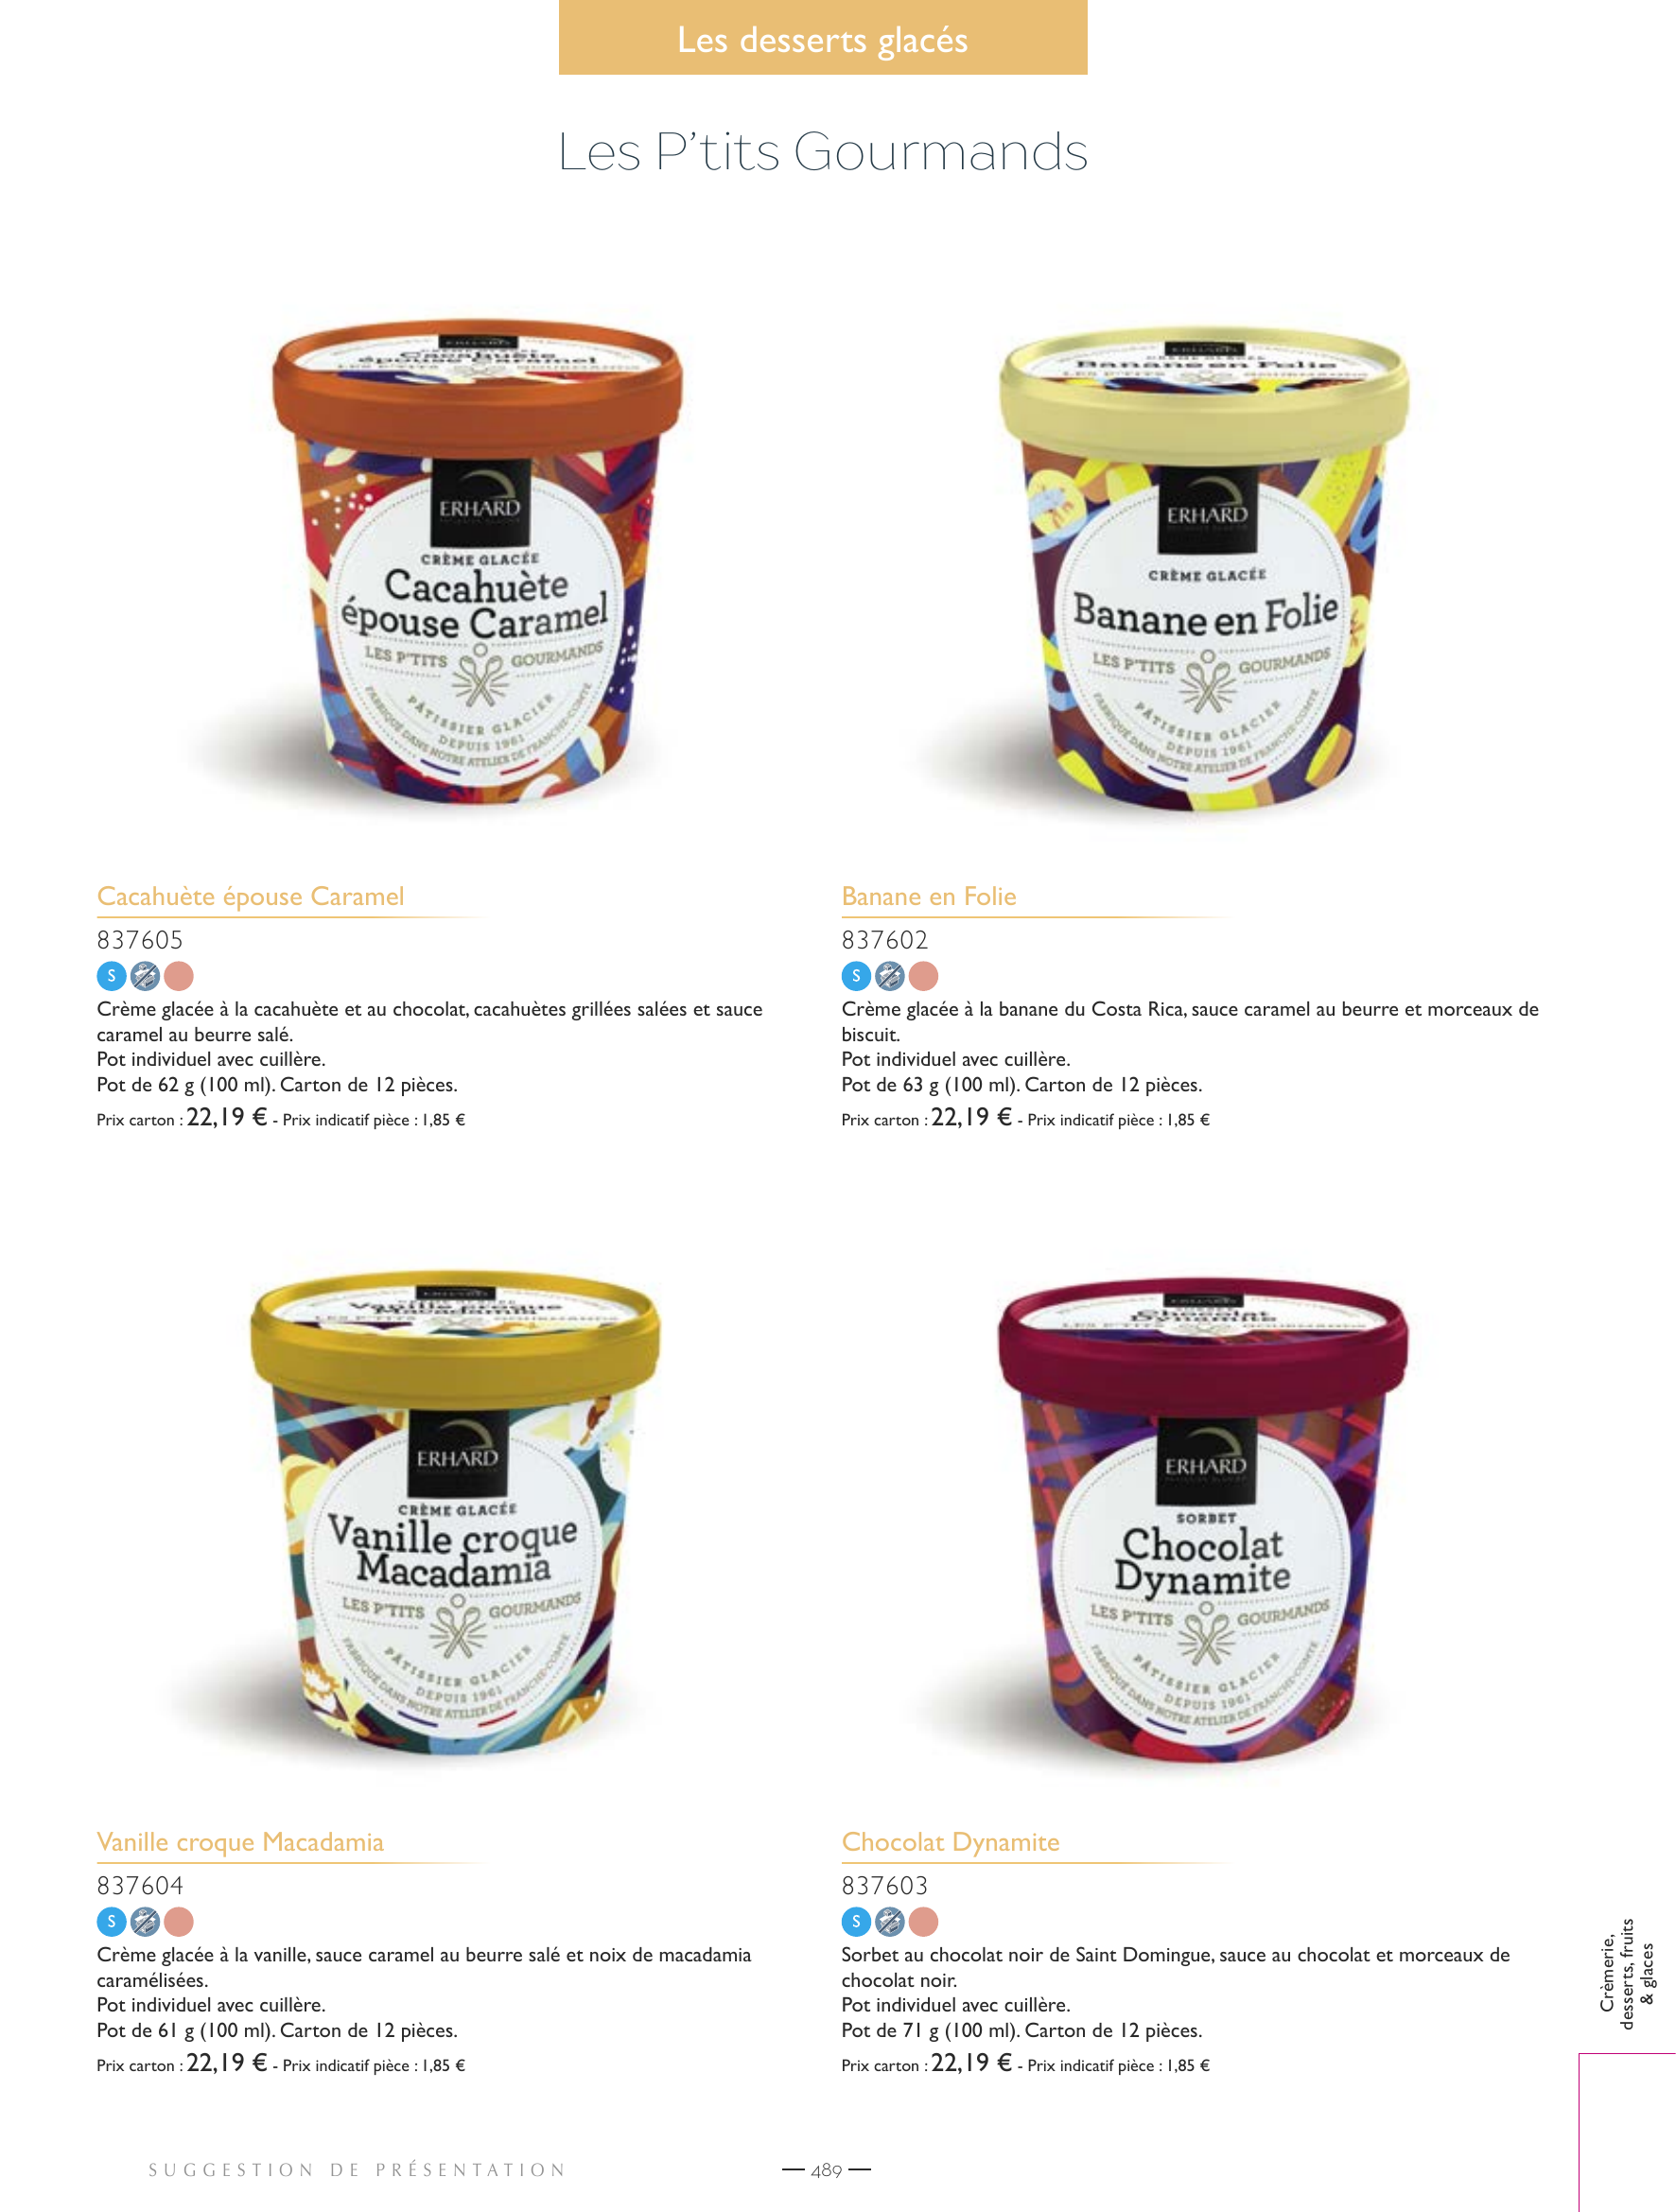 Les desserts glacés
Les P'tits Gourmands
ERHARD
CRÈME GLACÉE
Cacahuète
épouse Caramel
LES P'TITS GOURMANDS
PÂTISSIER GLACIER
DEPUIS 1961
FABRIQUÉ DANS NOTRE ATELIER DE FRANCHE-COMTÉ
ERHARD
Banane en Folie
ERHARD
CRÈME GLACÉE
Banane en Folie
LES P'TITS GOURMANDS
PÂTISSIER GLACIER
DEPUIS 1961
FABRIQUÉ DANS NOTRE ATELIER DE FRANCHE-COMTÉ
Cacahuète épouse Caramel
837605
S
Crème glacée à la cacahuète et au chocolat, cacahuètes grillées salées et sauce
caramel au beurre salé.
Pot individuel avec cuillère.
Pot de 62 g (100 ml). Carton de 12 pièces.
Prix carton : 22,19 € - Prix indicatif pièce : 1,85 €
Banane en Folie
837602
S
Crème glacée à la banane du Costa Rica, sauce caramel au beurre et morceaux de
biscuit.
Pot individuel avec cuillère.
Pot de 63 g (100 ml). Carton de 12 pièces.
Prix carton : 22,19 € - Prix indicatif pièce : 1,85 €
ERHARD
CRÈME GLACÉE
Vanille croque
Macadamia
LES P'TITS GOURMANDS
PÂTISSIER GLACIER
DEPUIS 1961
FABRIQUÉ DANS NOTRE ATELIER DE FRANCHE-COMTÉ
Chocolat
Dynamite
ERHARD
SORBET
Chocolat
Dynamite
LES P'TITS GOURMANDS
PÂTISSIER GLACIER
DEPUIS 1961
FABRIQUÉ DANS NOTRE ATELIER DE FRANCHE-COMTÉ
Vanille croque Macadamia
837604
S
Crème glacée à la vanille, sauce caramel au beurre salé et noix de macadamia
caramélisées.
Pot individuel avec cuillère.
Pot de 61 g (100 ml). Carton de 12 pièces.
Prix carton : 22,19 € - Prix indicatif pièce : 1,85 €
Chocolat Dynamite
837603
S
Sorbet au chocolat noir de Saint Domingue, sauce au chocolat et morceaux de
chocolat noir.
Pot individuel avec cuillère.
Pot de 71 g (100 ml). Carton de 12 pièces.
Prix carton : 22,19 € - Prix indicatif pièce : 1,85 €
Crèmerie,
desserts, fruits
& glaces
SUGGESTION DE PRÉSENTATION
— 489 —